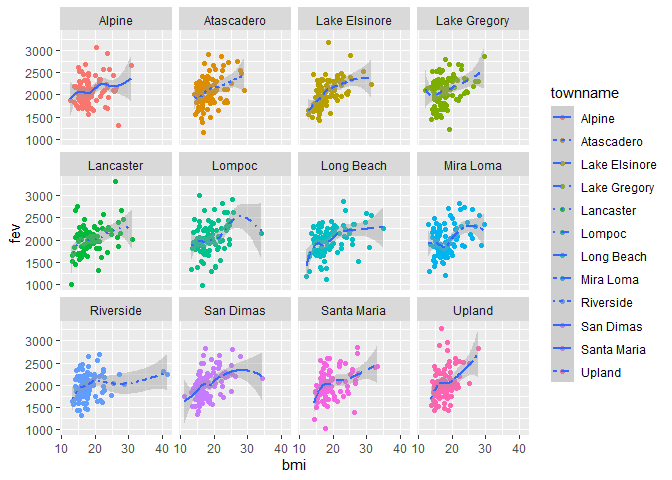 Alpine Atascadero Lake Elsinore Lake Gregory
3000
2500
2000
1500
1000
Lancaster Lompoc Long Beach Mira Loma
3000
2500
2000
1500
1000
Riverside San Dimas Santa Maria Upland
3000
2500
2000
1500
1000
10 20 30 40 10 20 30 40 10 20 30 40 10 20 30 40
bmi
fev
townname
Alpine
Atascadero
Lake Elsinore
Lake Gregory
Lancaster
Lompoc
Long Beach
Mira Loma
Riverside
San Dimas
Santa Maria
Upland